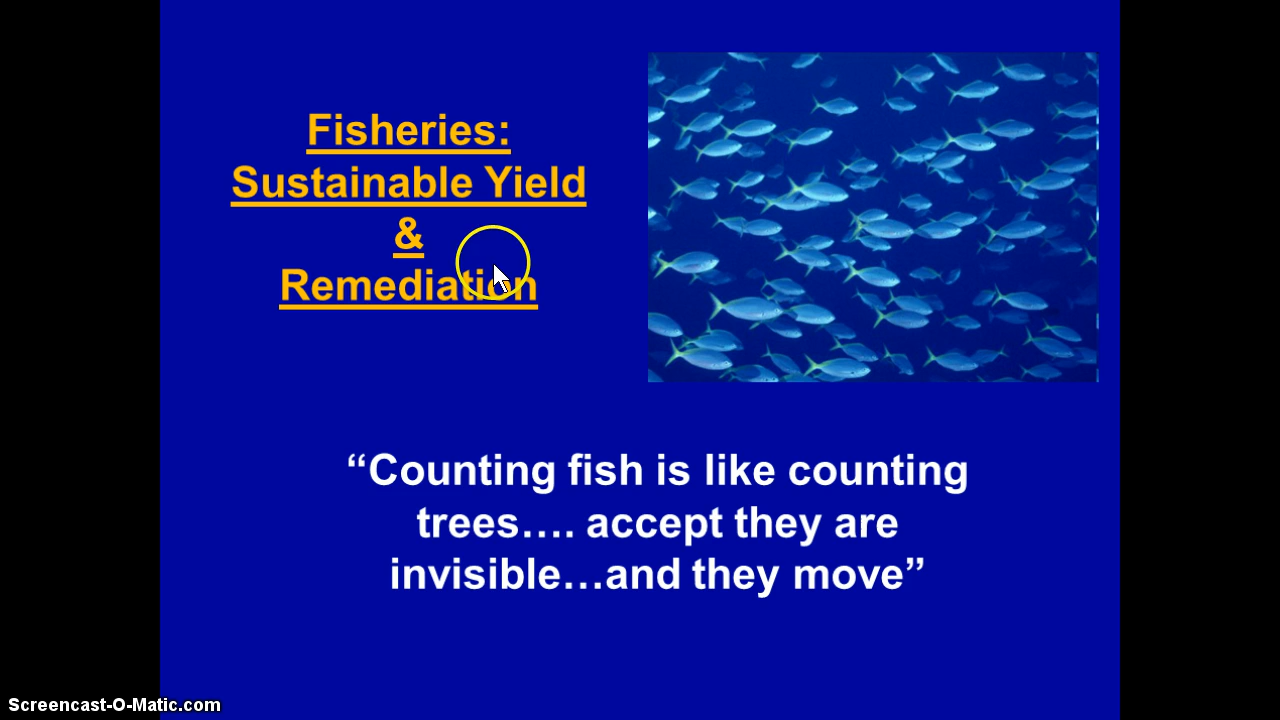 Fisheries:
Sustainable Yield
&
Remediation
“Counting fish is like counting
trees…. accept they are
invisible…and they move”
Screencast-O-Matic.com